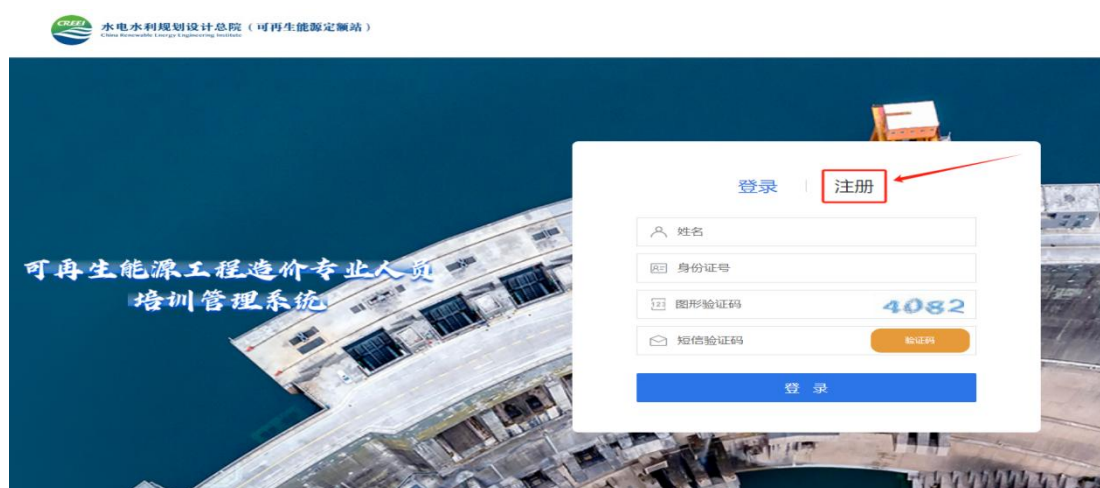 CREEI
水电水利规划设计总院（可再生能源定额站）
China Renewable Energy Engineering Institute
可再生能源工程造价专业人员
培训管理系统
登录
注册
姓名
身份证号
123
图形验证码
4082
短信验证码
验证码
登 录